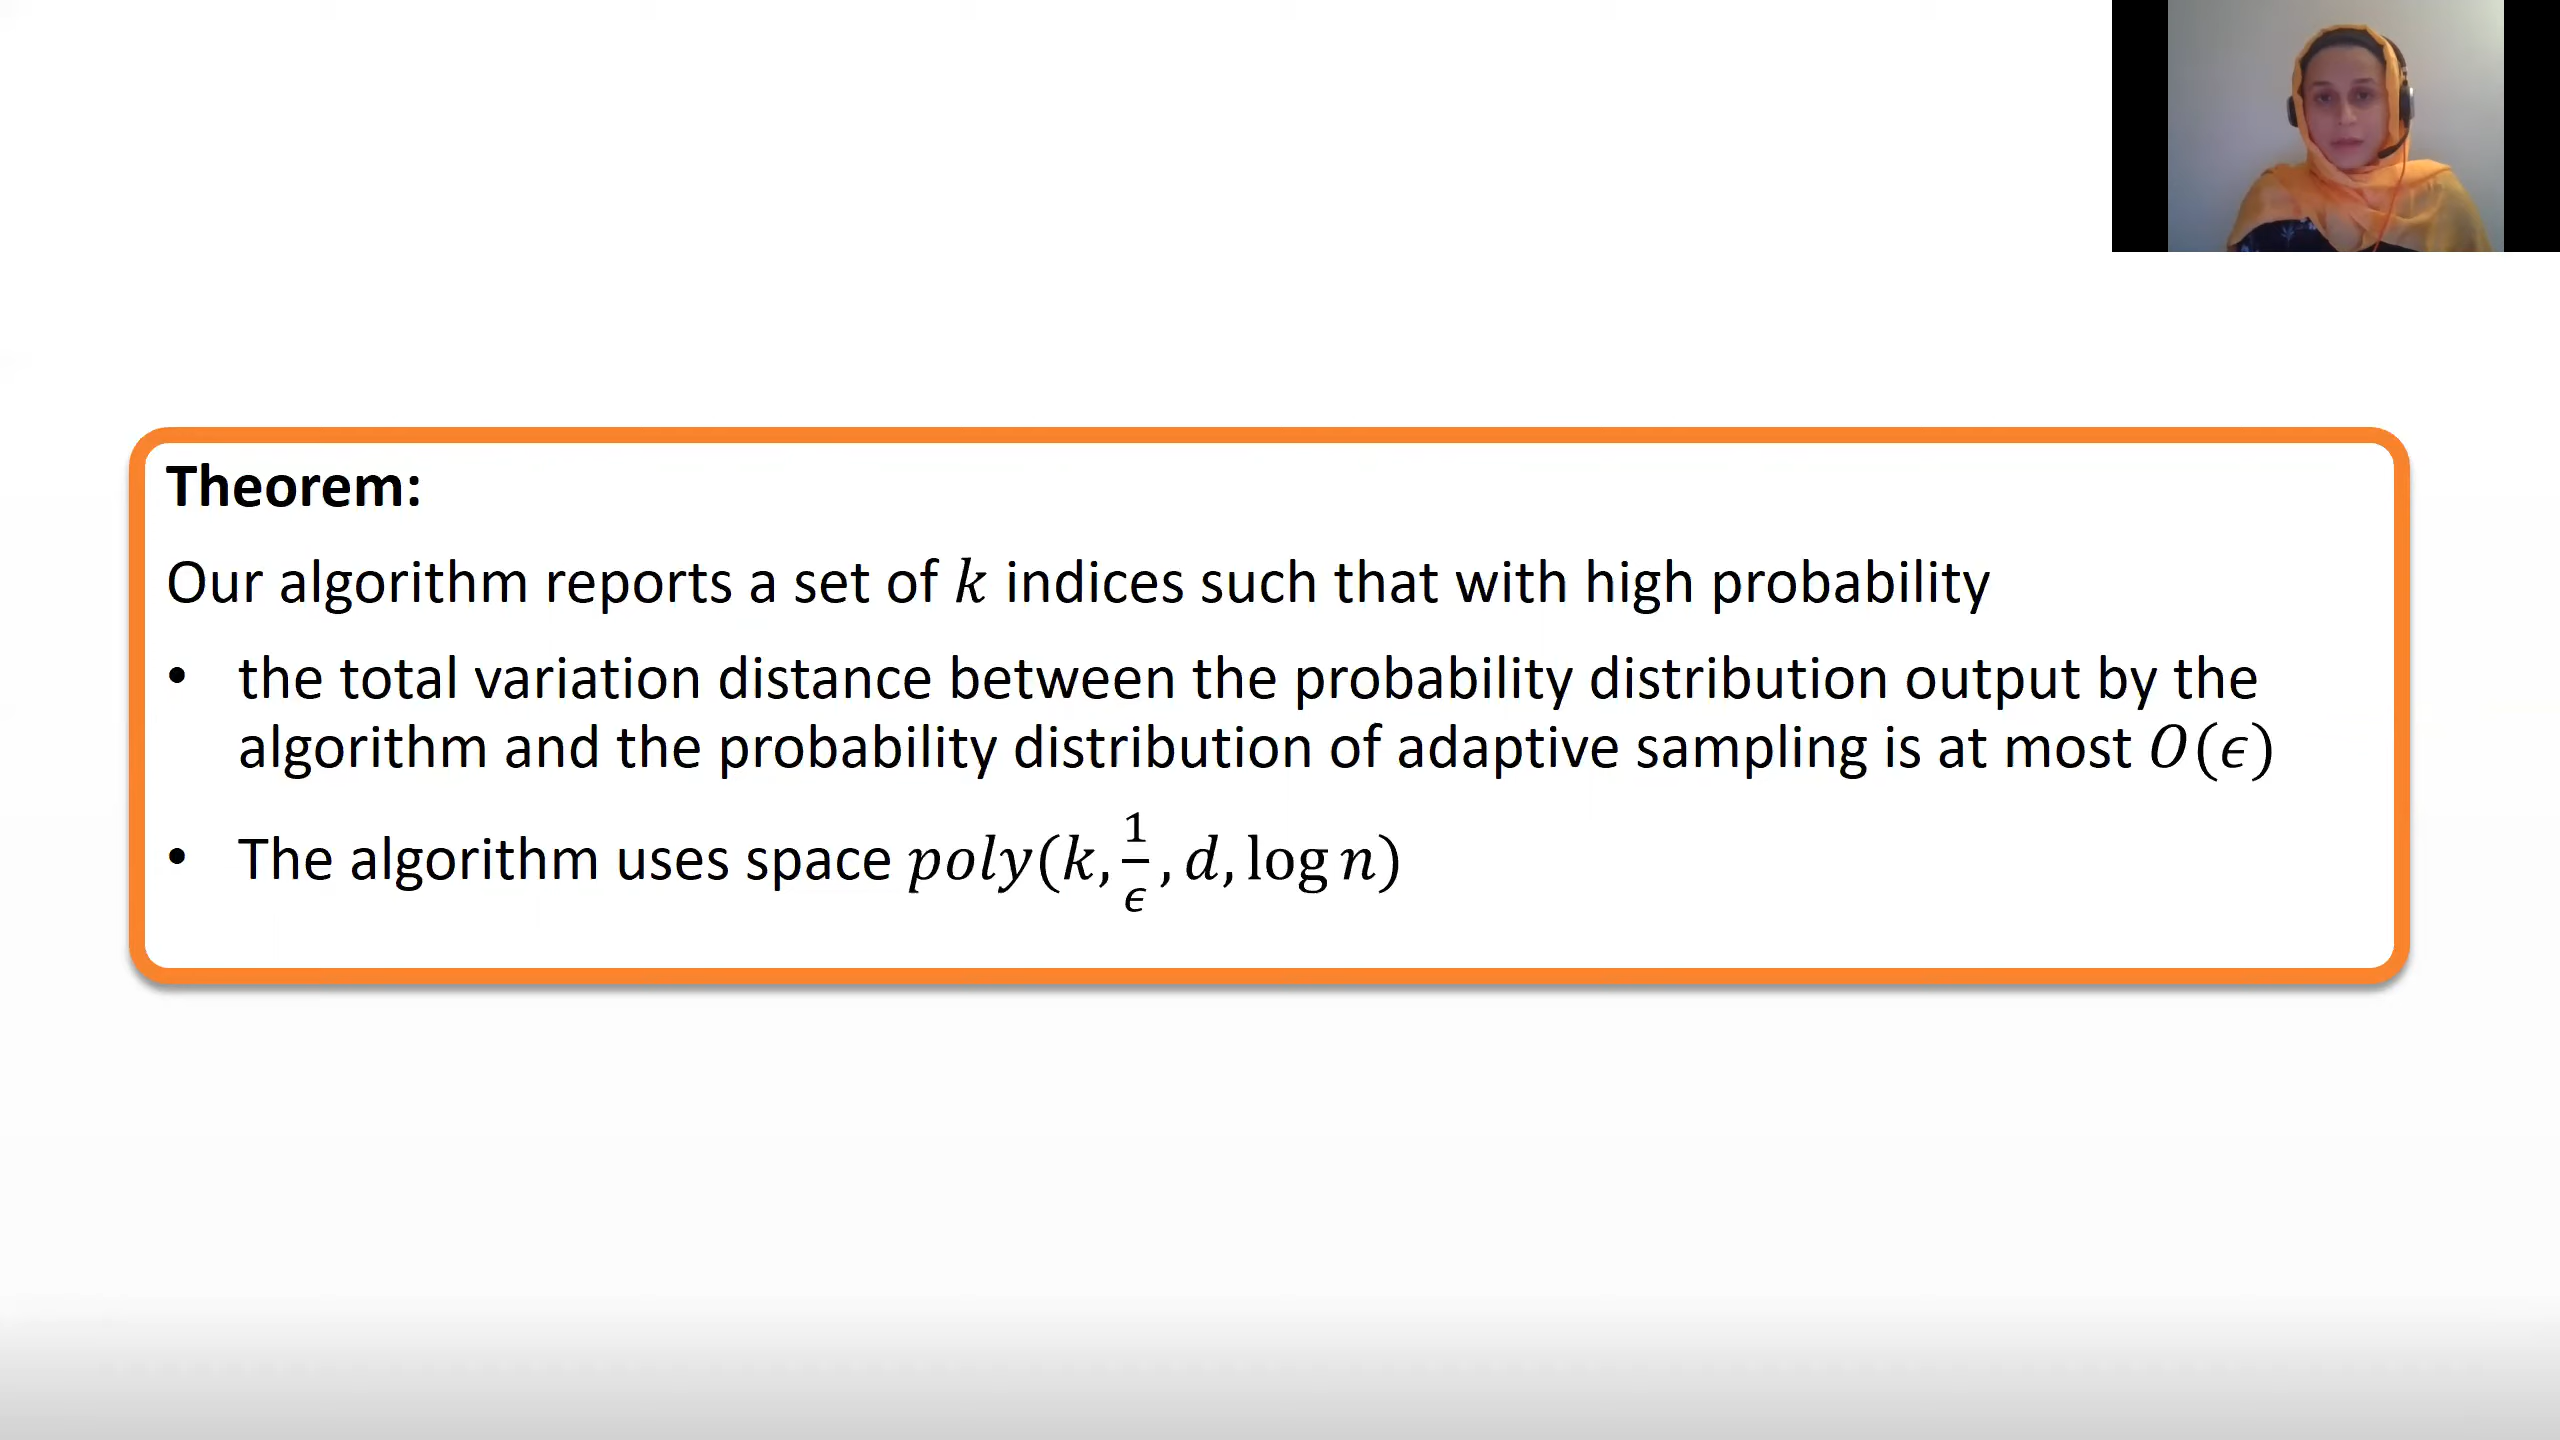 Theorem:
Our algorithm reports a set of k indices such that with high probability
• the total variation distance between the probability distribution output by the
algorithm and the probability distribution of adaptive sampling is at most O(ϵ)
• The algorithm uses space poly(k, 1/ϵ, d, log n)